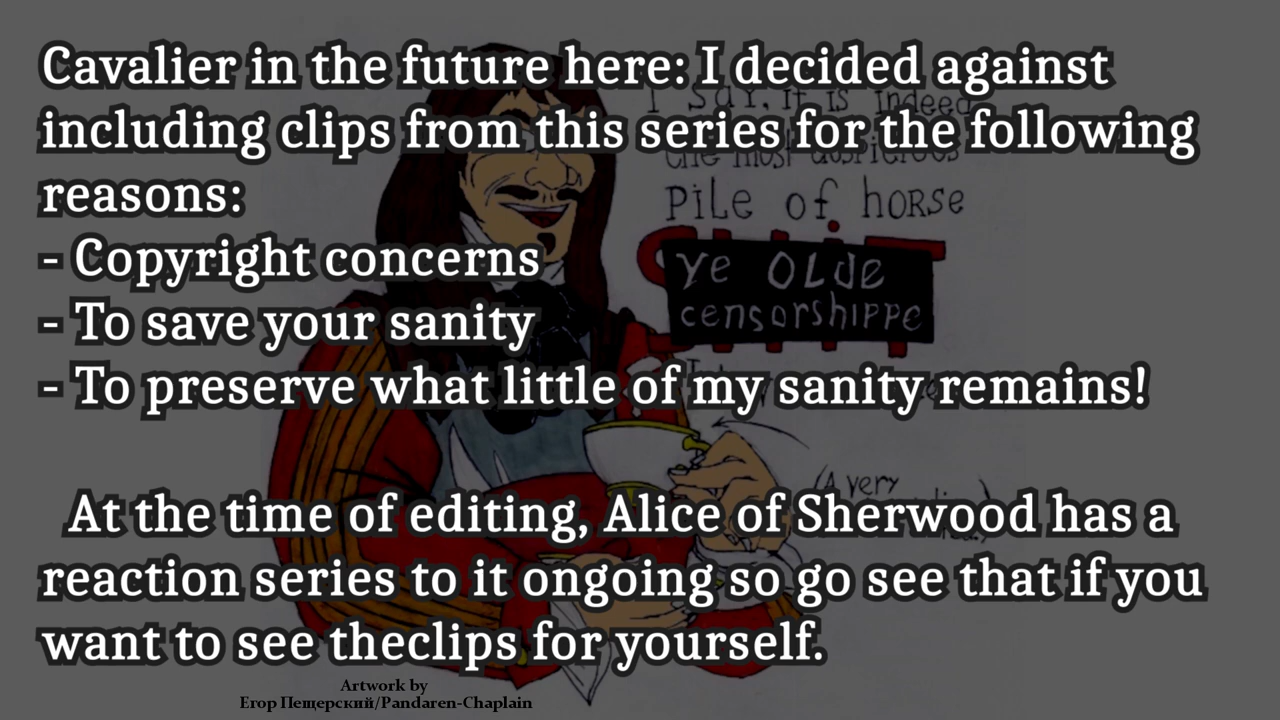 Cavalier in the future here: I decided against
including clips from this series for the following
reasons:
- Copyright concerns
- To save your sanity
- To preserve what little of my sanity remains!
At the time of editing, Alice of Sherwood has a
reaction series to it ongoing so go see that if you
want to see theclips for yourself.
I say, it is indeed
the most auspicious
Pile of horse
Ye OLDe
censorshippe
(A very
Artwork by
Егор Пещерский/Pandaren-Chaplain